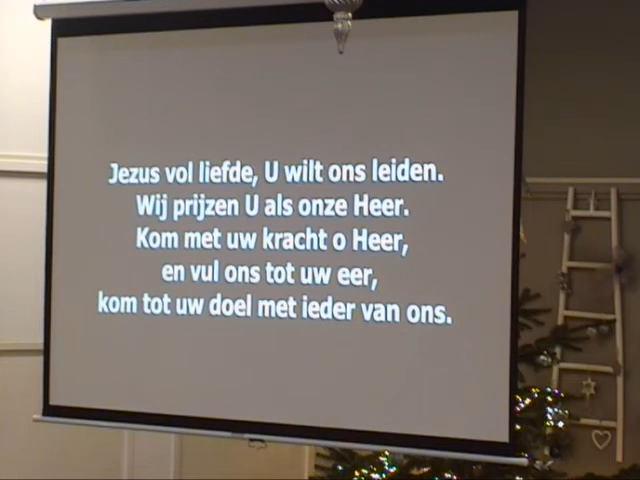 Jezus vol liefde, U wilt ons leiden.
Wij prijzen U als onze Heer.
Kom met uw kracht o Heer,
en vul ons tot uw eer,
kom tot uw doel met ieder van ons.